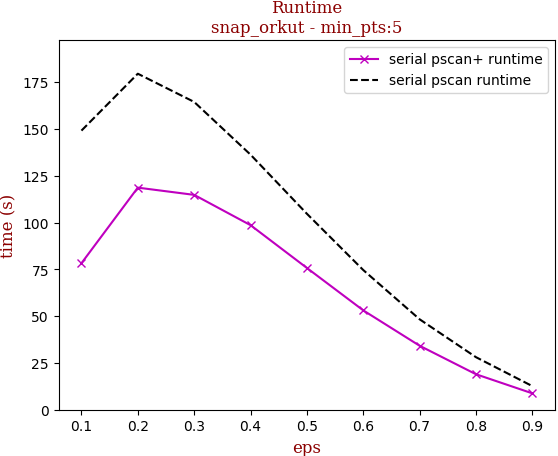 Runtime
snap_orkut - min_pts:5
serial pscan+ runtime
serial pscan runtime
time (s)
175
150
125
100
75
50
25
0
0.1 0.2 0.3 0.4 0.5 0.6 0.7 0.8 0.9
eps